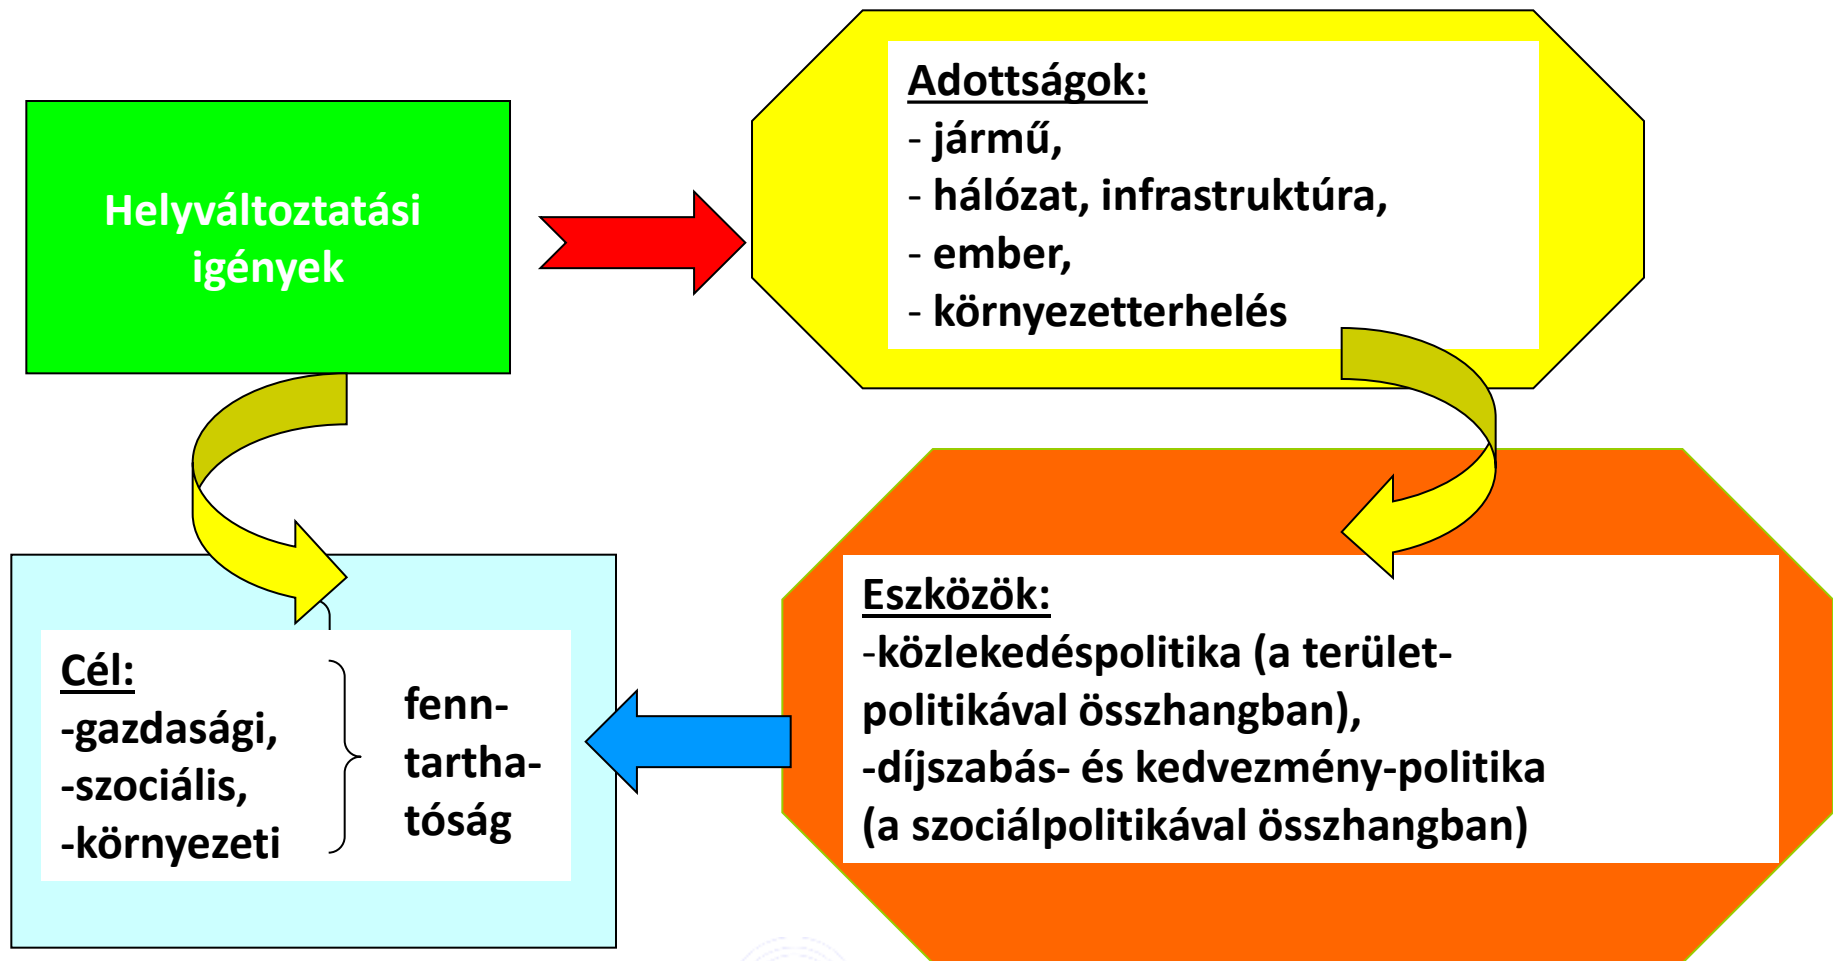 Helyváltoztatási
igények
Adottságok:
- jármű,
- hálózat, infrastruktúra,
- ember,
- környezetterhelés
Cél:
-gazdasági,
-szociális,
-környezeti
fenn-
tartha-
tóság
Eszközök:
-közlekedéspolitika (a terület-
politikával összhangban),
-díjszabás- és kedvezmény-politika
(a szociálpolitikával összhangban)